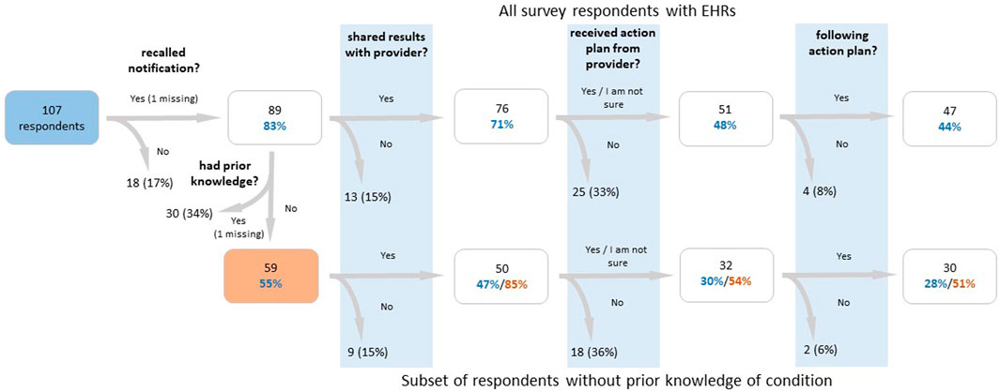 All survey respondents with EHRs
recalled
notification?
shared results
with provider?
received action
plan from
provider?
following
action plan?
107
respondents
Yes (1 missing)
89
83%
Yes
76
71%
Yes / I am not
sure
51
48%
Yes
47
44%
No
18 (17%)
No
13 (15%)
No
25 (33%)
No
4 (8%)
had prior
knowledge?
30 (34%)
Yes
(1 missing)
No
59
55%
Yes
50
47%/85%
Yes / I am not
sure
32
30%/54%
Yes
30
28%/51%
No
9 (15%)
No
18 (36%)
No
2 (6%)
Subset of respondents without prior knowledge of condition